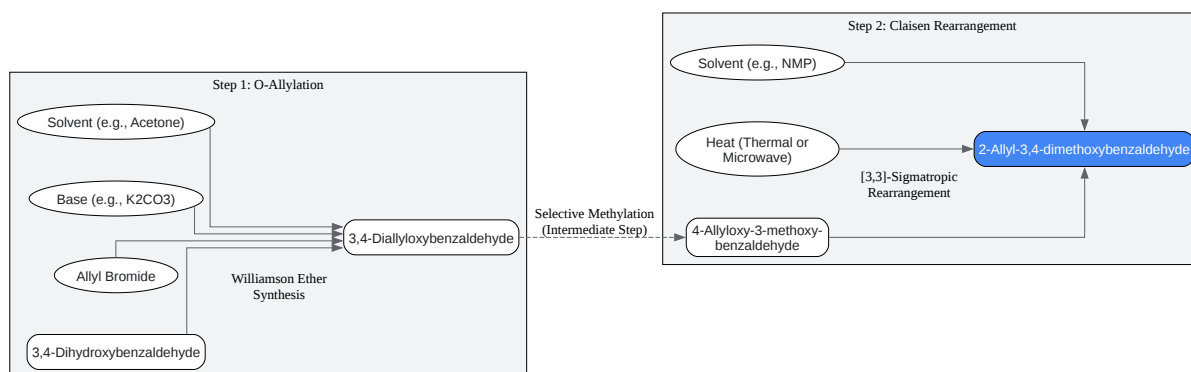 Step 1: O-Allylation
Solvent (e.g., Acetone)
Base (e.g., K2CO3)
Allyl Bromide
3,4-Dihydroxybenzaldehyde
Williamson Ether
Synthesis
3,4-Diallyloxybenzaldehyde
Selective Methylation
(Intermediate Step)
Step 2: Claisen Rearrangement
Solvent (e.g., NMP)
Heat (Thermal or
Microwave)
4-Allyloxy-3-methoxy-
benzaldehyde
[3,3]-Sigmatropic
Rearrangement
2-Allyl-3,4-dimethoxybenzaldehyde